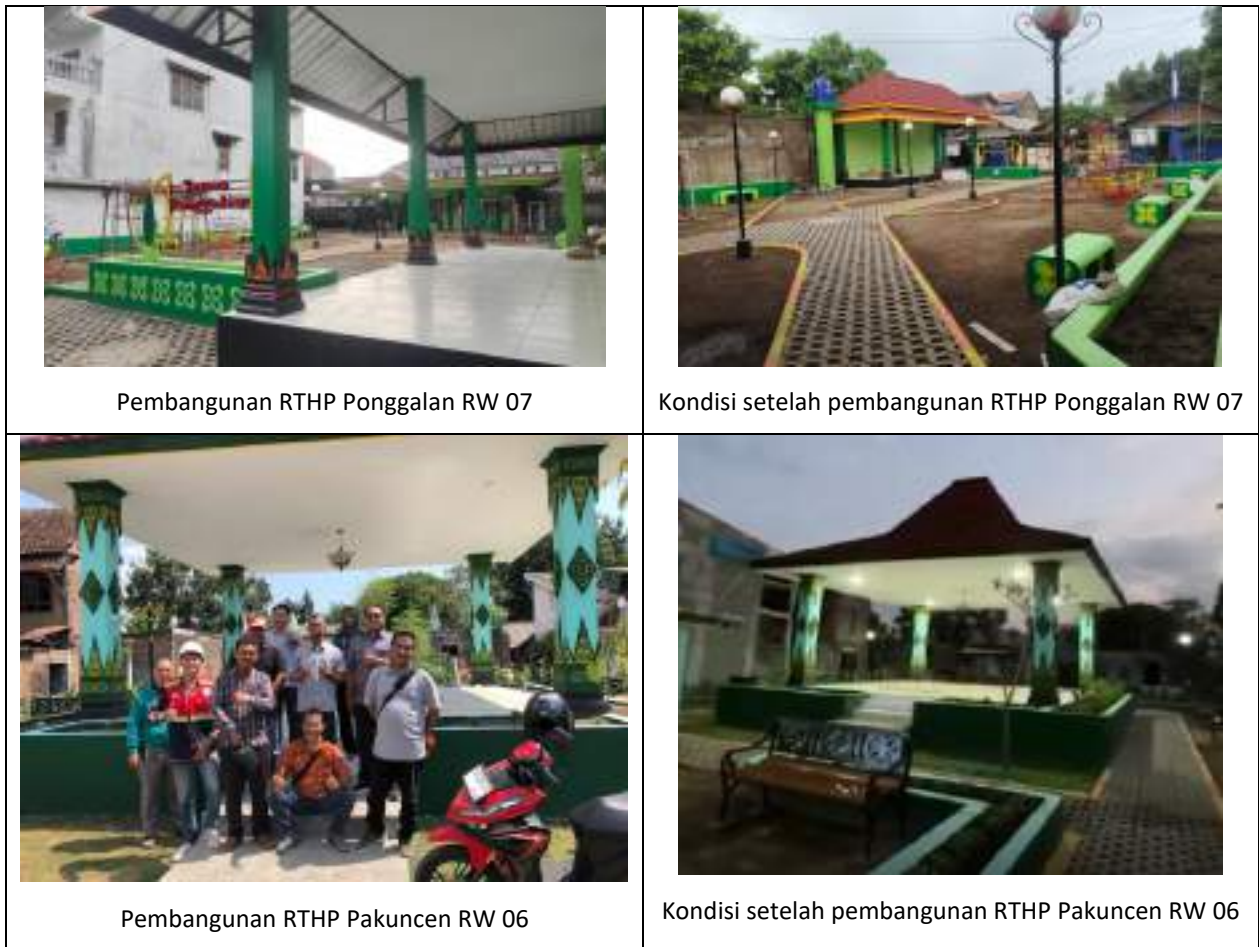 Pembangunan RTHP Ponggalan RW 07
Kondisi setelah pembangunan RTHP Ponggalan RW 07
Pembangunan RTHP Pakuncen RW 06
Kondisi setelah pembangunan RTHP Pakuncen RW 06